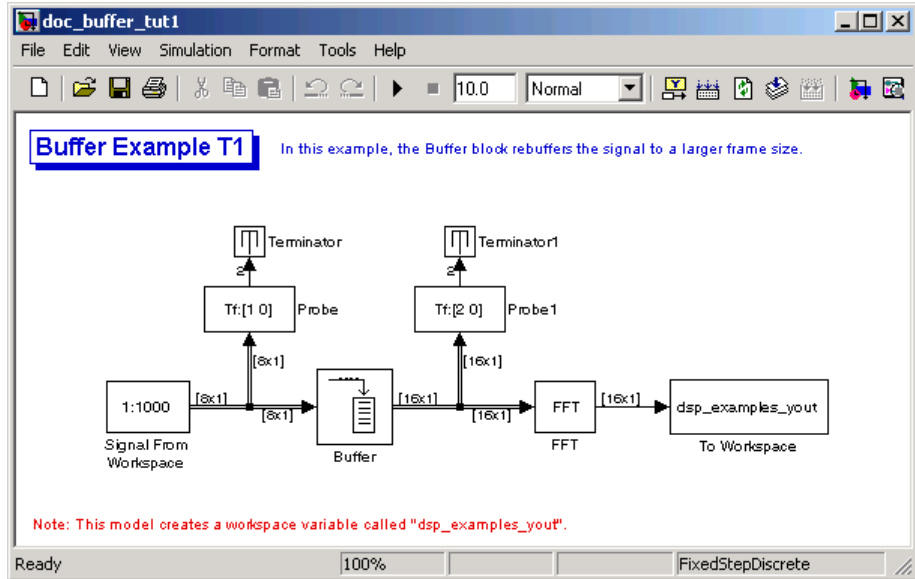 doc_buffer_tut1
File Edit View Simulation Format Tools Help
10.0 Normal
Buffer Example T1
In this example, the Buffer block rebuffers the signal to a larger frame size.
Terminator
Terminator1
2
2
Tf:[1 0]
Probe
Tf:[2 0]
Probe1
[8x1]
[16x1]
1:1000
[8x1]
[8x1]
[16x1]
[16x1]
FFT
[16x1]
dsp_examples_yout
Signal From
Workspace
Buffer
FFT
To Workspace
Note: This model creates a workspace variable called "dsp_examples_yout".
Ready 100% FixedStepDiscrete